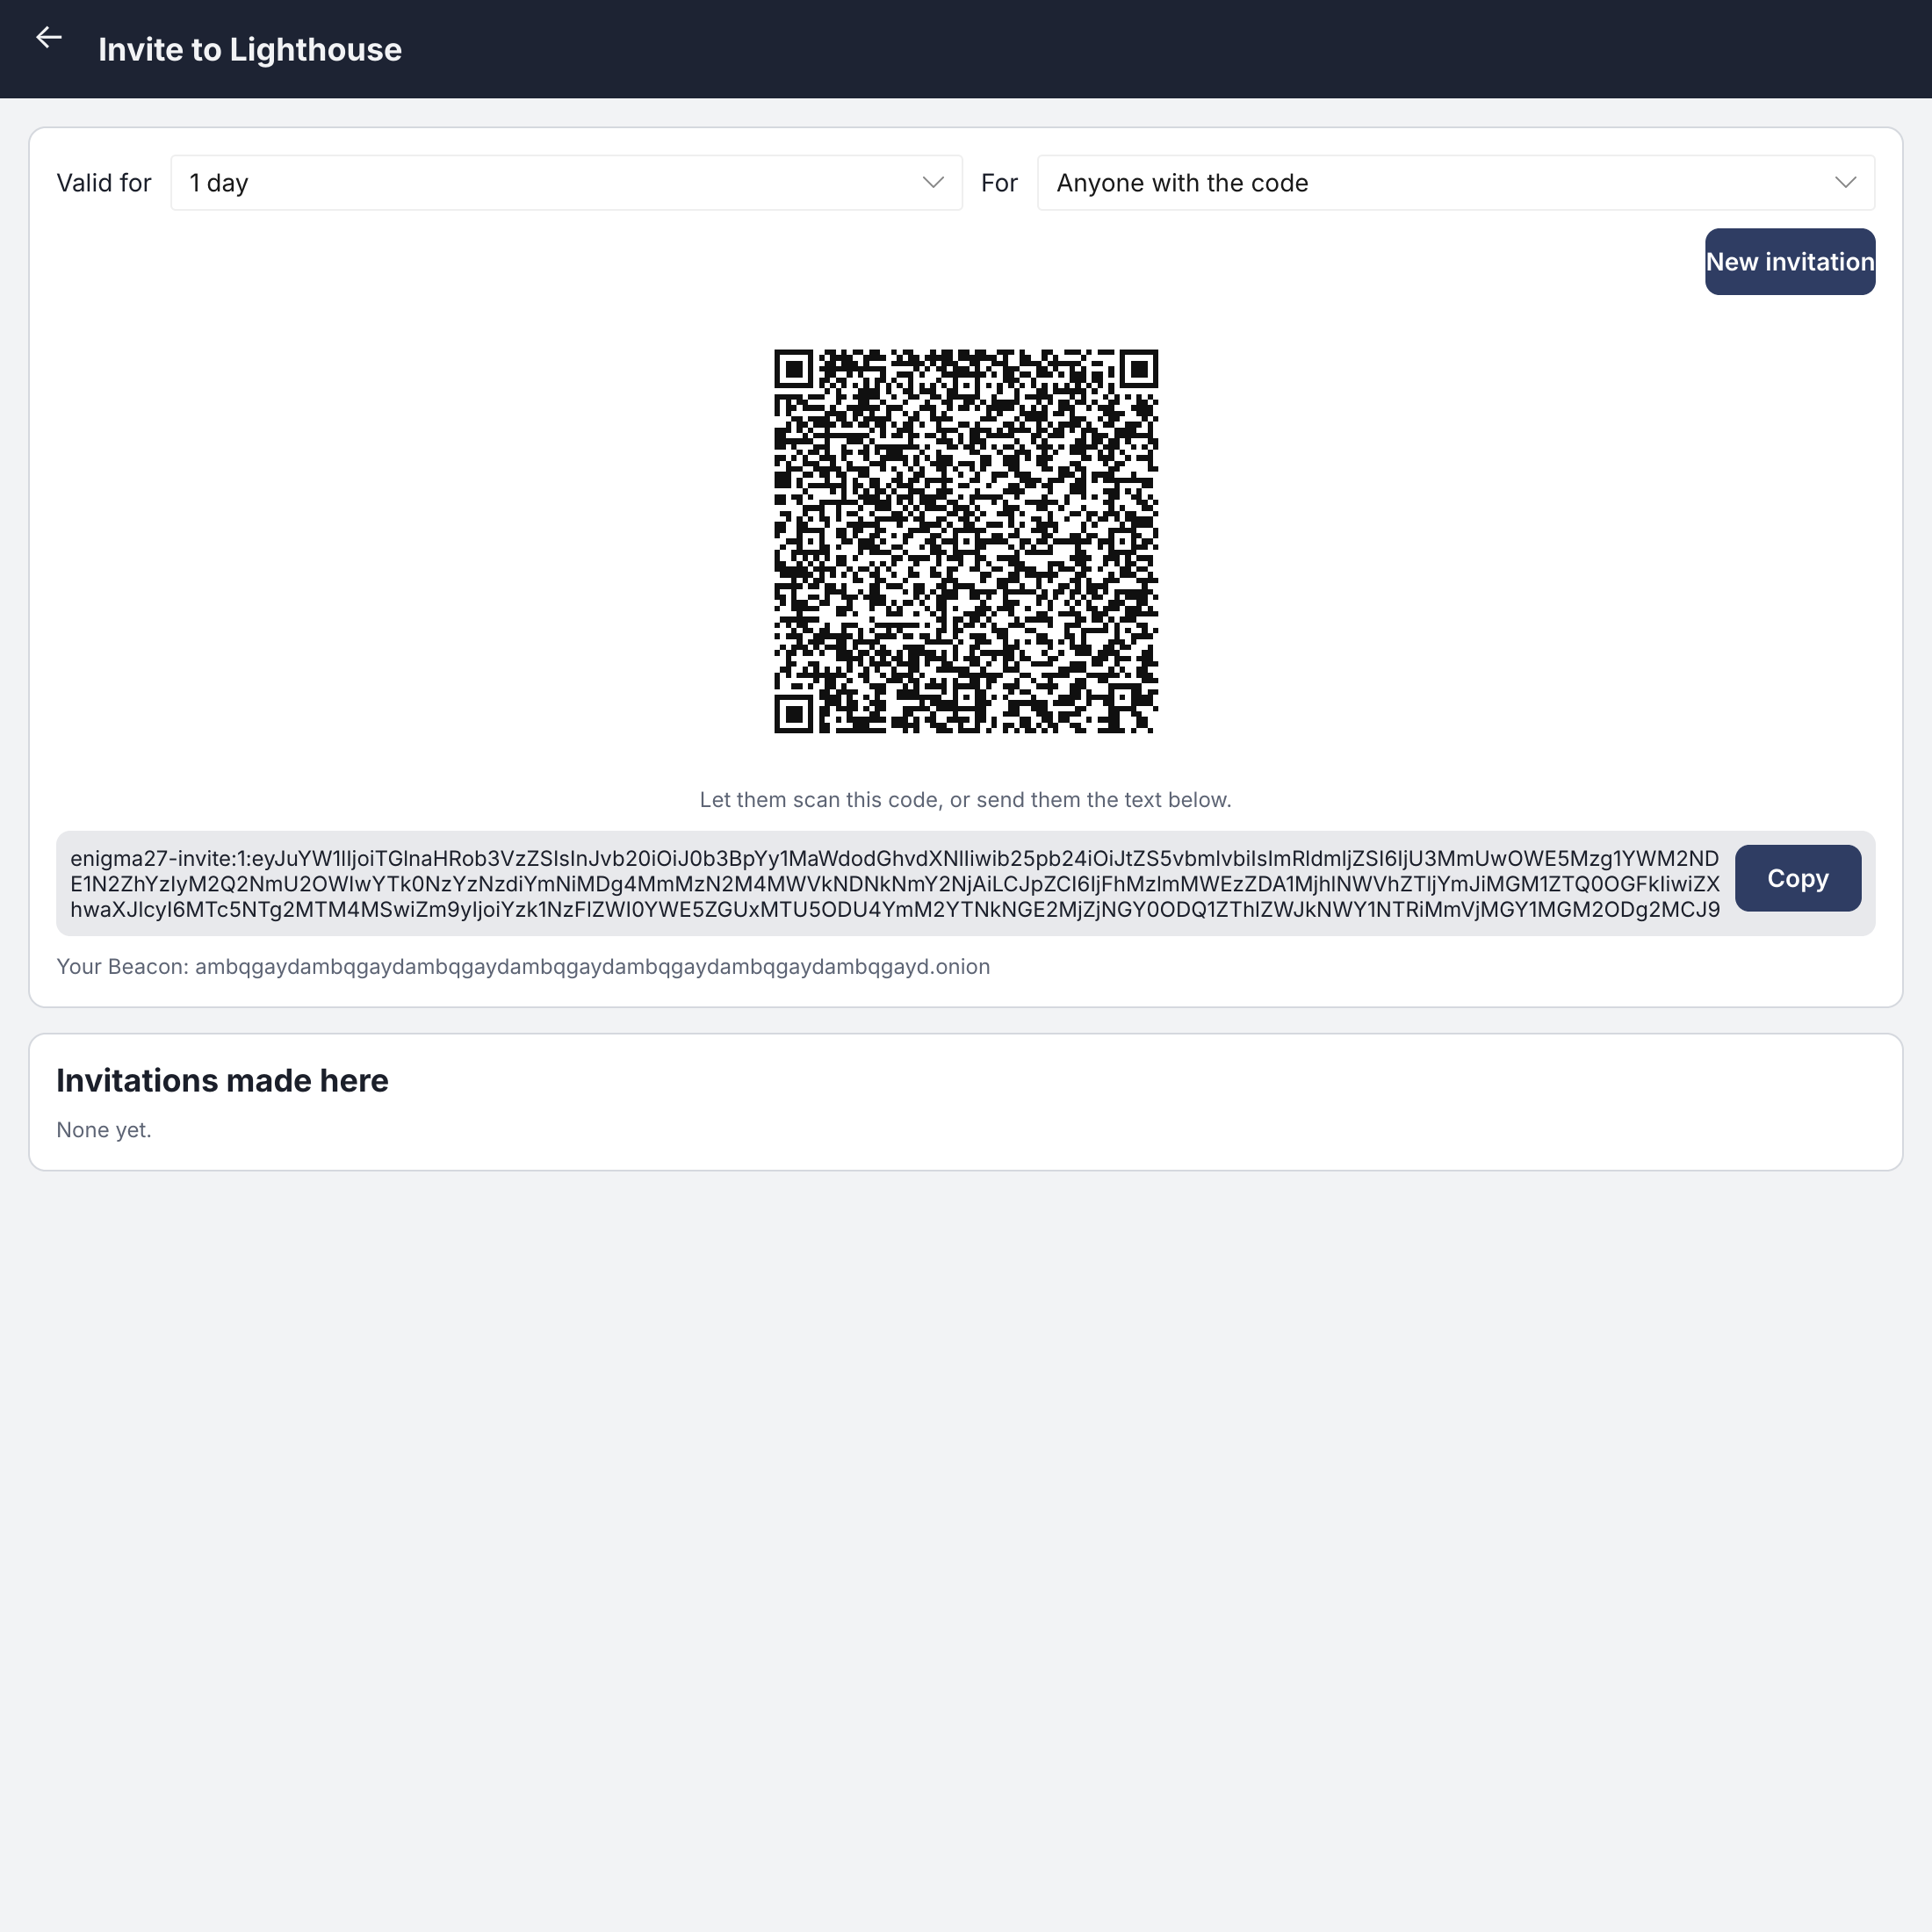 Invite to Lighthouse
Valid for 1 day For Anyone with the code
New invitation
Let them scan this code, or send them the text below.
enigma27-invite:1:eyJuYW1lIjoiTGlnaHRob3VzZSIsInJvb20iOiJ0b3BpYy1MaWdodGhvdXNlIiwib25pb24iOiJtZS5vbmlvbiIsImRldmljZSI6IjU3MmUwOWE5Mzg1YWM2ND
E1N2ZhYzIyM2Q2NmU2OWIwYTk0NzYzNzdiYmNiMDg4MmMzN2M4MWVkNDNkNmY2NjAiLCJpZCI6IjFhMzImMWEzZDA1MjhlNWVhZTljYmJiMGM1ZTQ0OGFkIiwiZX
hwaXJlcyI6MTc5NTg2MTM4MSwiZm9yIjoiYzk1NzFlZWI0YWE5ZGUxMTU5ODU4YmM2YTNkNGE2MjZjNGY0ODQ1ZThlZWJkNWY1NTRiMmVjMGY1MGM2ODg2MCJ9
Copy
Your Beacon: ambqgaydambqgaydambqgaydambqgaydambqgaydambqgaydambqgayd.onion
Invitations made here
None yet.